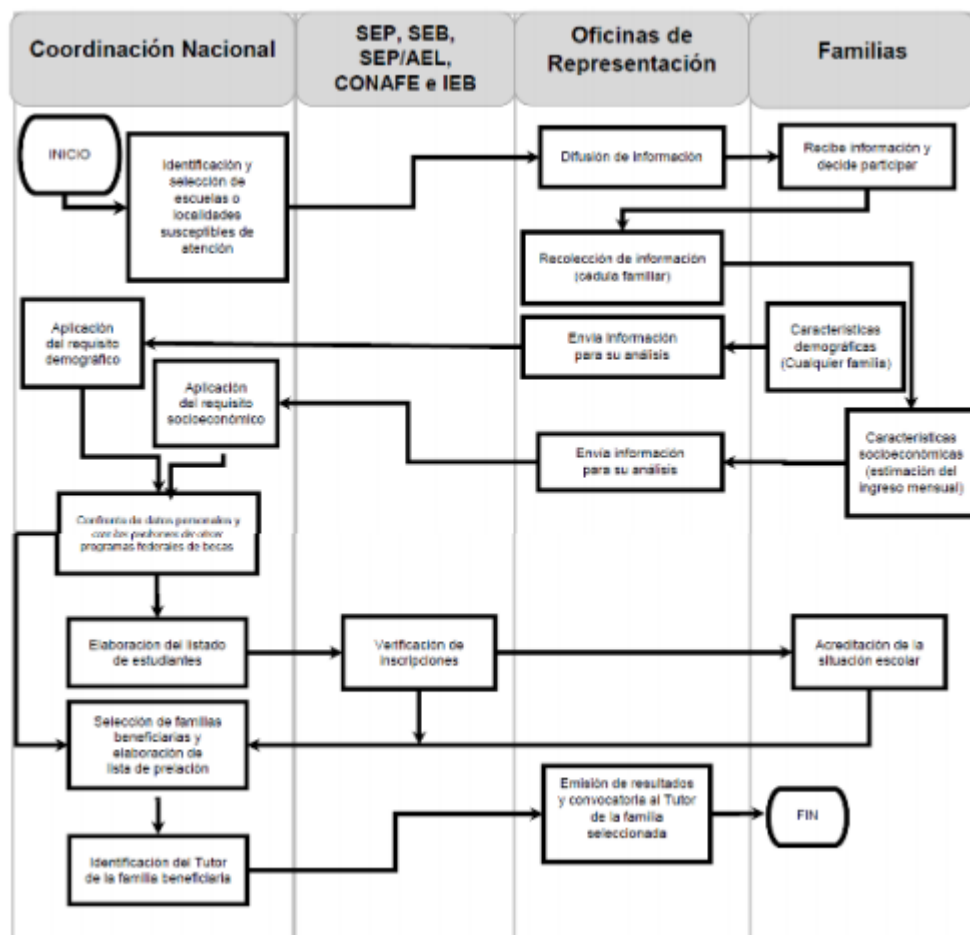 Coordinación Nacional
SEP, SEB,
SEP/AEL,
CONAFE e IEB
Oficinas de
Representación
Familias
INICIO
Identificación y
selección de
escuelas o
localidades
susceptibles de
atención
Difusión de información
Recibe información y
decide participar
Recolección de información
(cédula familiar)
Aplicación
del requisito
demográfico
Envía información
para su análisis
Características
demográficas
(Cualquier familia)
Aplicación
del requisito
socioeconómico
Envía información
para su análisis
Características
socioeconómicas
(estimación del
ingreso mensual)
Confronta de datos personales y
con los padrones de otros
programas federales de becas
Elaboración del listado
de estudiantes
Verificación de
inscripciones
Acreditación de la
situación escolar
Selección de familias
beneficiarias y
elaboración de
lista de prelación
Emisión de resultados
y convocatoria al Tutor
de la familia
seleccionada
FIN
Identificación del Tutor
de la familia beneficiaria